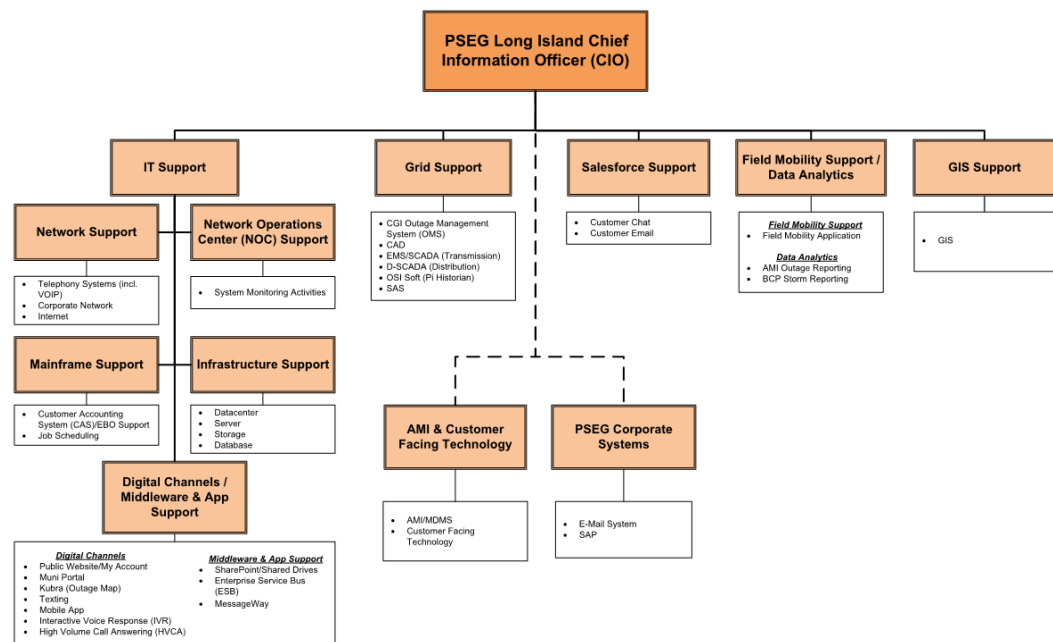 PSEG Long Island Chief
Information Officer (CIO)
IT Support
Grid Support
Salesforce Support
Field Mobility Support /
Data Analytics
GIS Support
Network Support
Network Operations
Center (NOC) Support
• Telephony Systems (incl.
VOIP)
• Corporate Network
• Internet
• System Monitoring Activities
• CGI Outage Management
System (OMS)
• CAD
• EMS/SCADA (Transmission)
• D-SCADA (Distribution)
• OSI Soft (Pi Historian)
• SAS
• Customer Chat
• Customer Email
Field Mobility Support
• Field Mobility Application
Data Analytics
• AMI Outage Reporting
• BCP Storm Reporting
• GIS
Mainframe Support
Infrastructure Support
• Customer Accounting
System (CAS)/EBO Support
• Job Scheduling
• Datacenter
• Server
• Storage
• Database
AMI & Customer
Facing Technology
PSEG Corporate
Systems
• AMI/MDMS
• Customer Facing
Technology
• E-Mail System
• SAP
Digital Channels /
Middleware & App
Support
Digital Channels
• Public Website/My Account
• Muni Portal
• Kubra (Outage Map)
• Texting
• Mobile App
• Interactive Voice Response (IVR)
• High Volume Call Answering (HVCA)
Middleware & App Support
• SharePoint/Shared Drives
• Enterprise Service Bus
(ESB)
• MessageWay